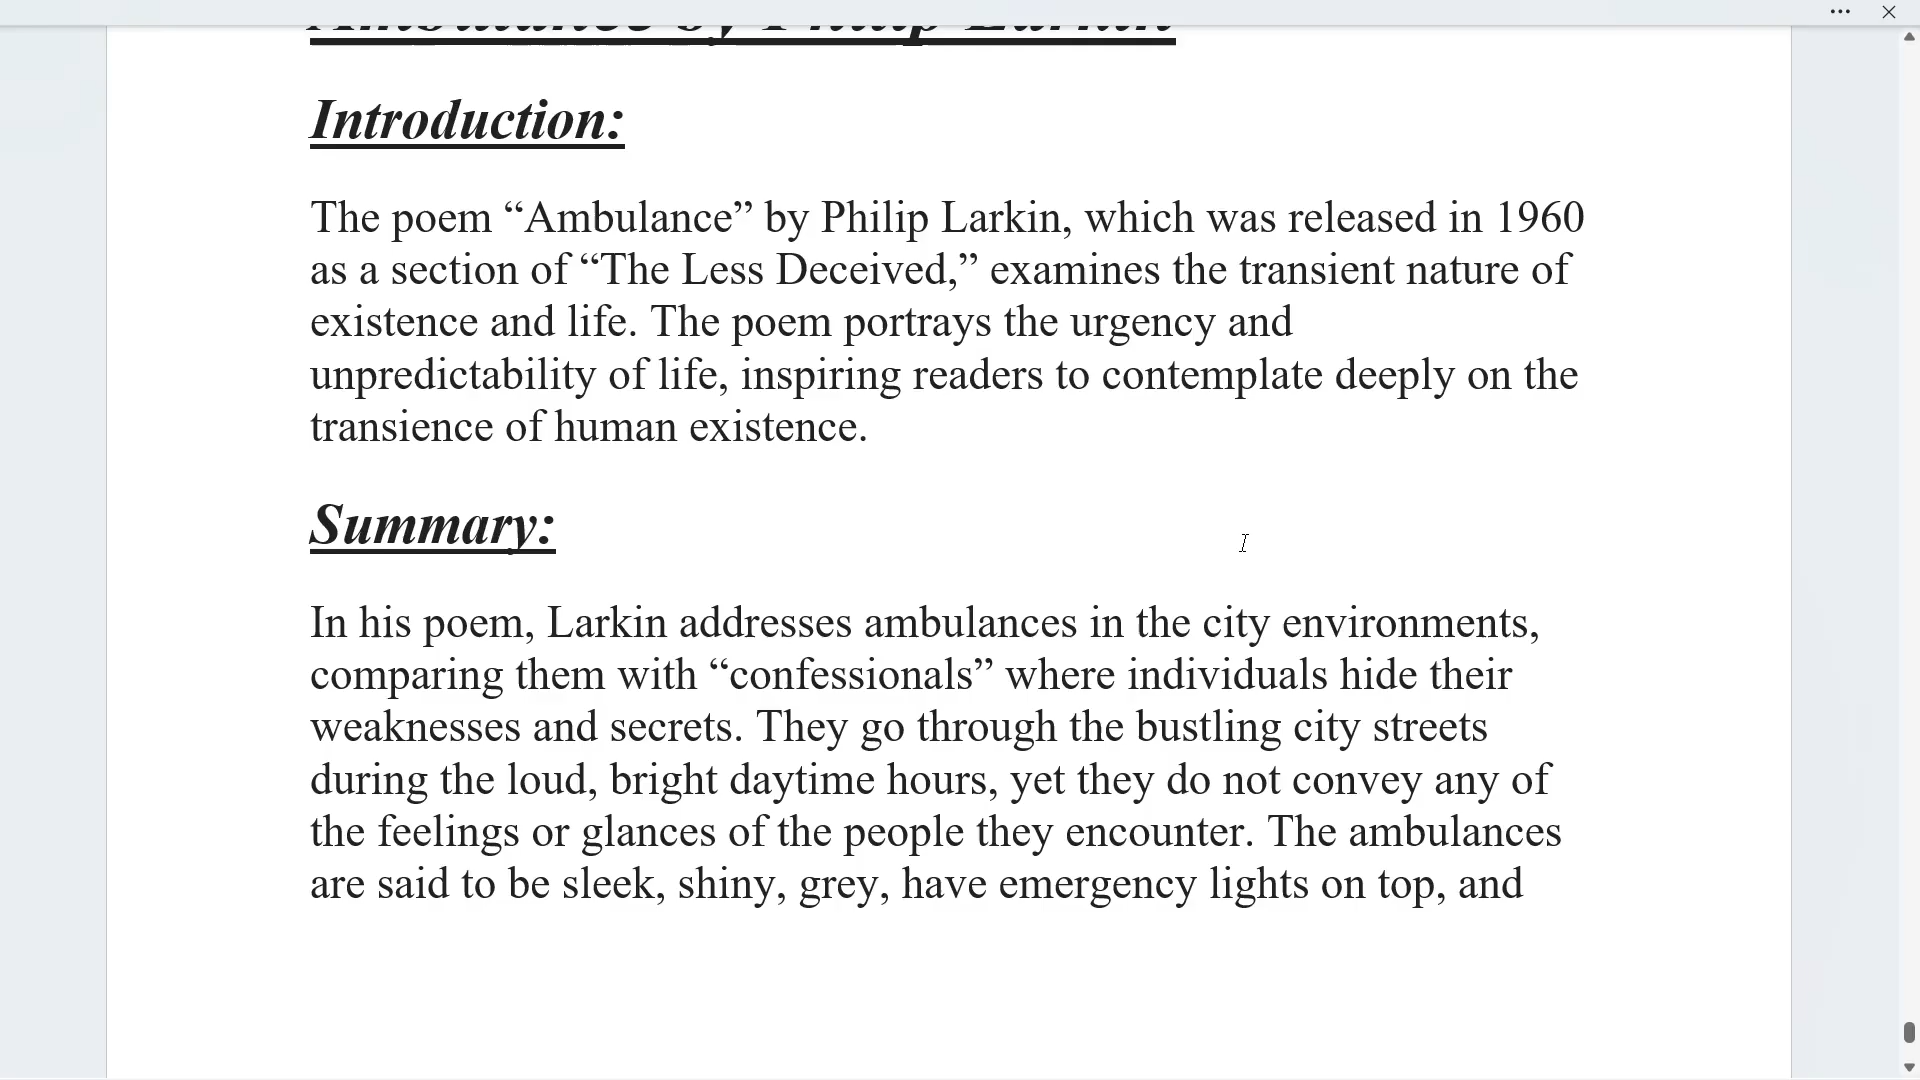 Ambulance by Philip Larkin
Introduction:
The poem “Ambulance” by Philip Larkin, which was released in 1960
as a section of “The Less Deceived,” examines the transient nature of
existence and life. The poem portrays the urgency and
unpredictability of life, inspiring readers to contemplate deeply on the
transience of human existence.
Summary:
In his poem, Larkin addresses ambulances in the city environments,
comparing them with “confessionals” where individuals hide their
weaknesses and secrets. They go through the bustling city streets
during the loud, bright daytime hours, yet they do not convey any of
the feelings or glances of the people they encounter. The ambulances
are said to be sleek, shiny, grey, have emergency lights on top, and